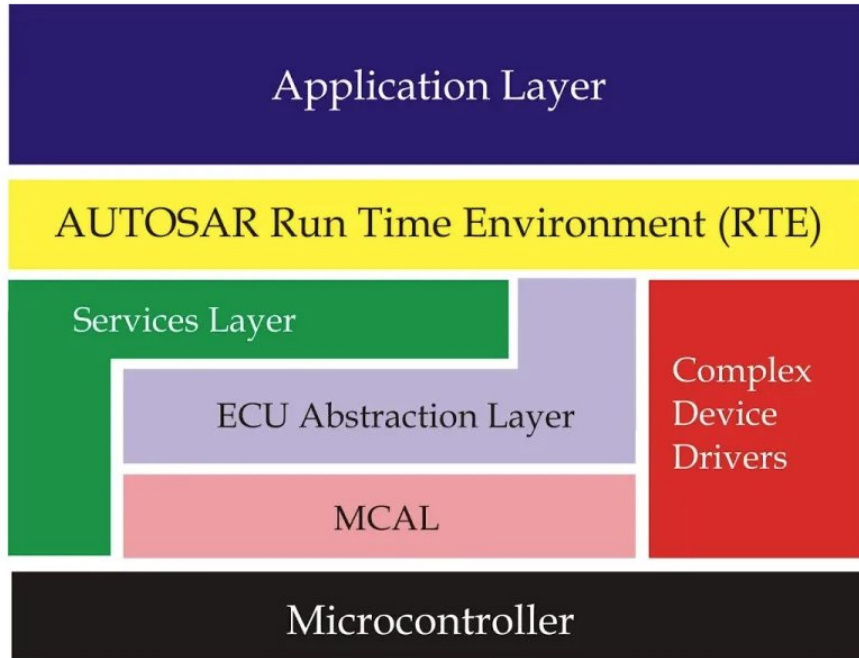 Application Layer
AUTOSAR Run Time Environment (RTE)
Services Layer
ECU Abstraction Layer
MCAL
Complex
Device
Drivers
Microcontroller